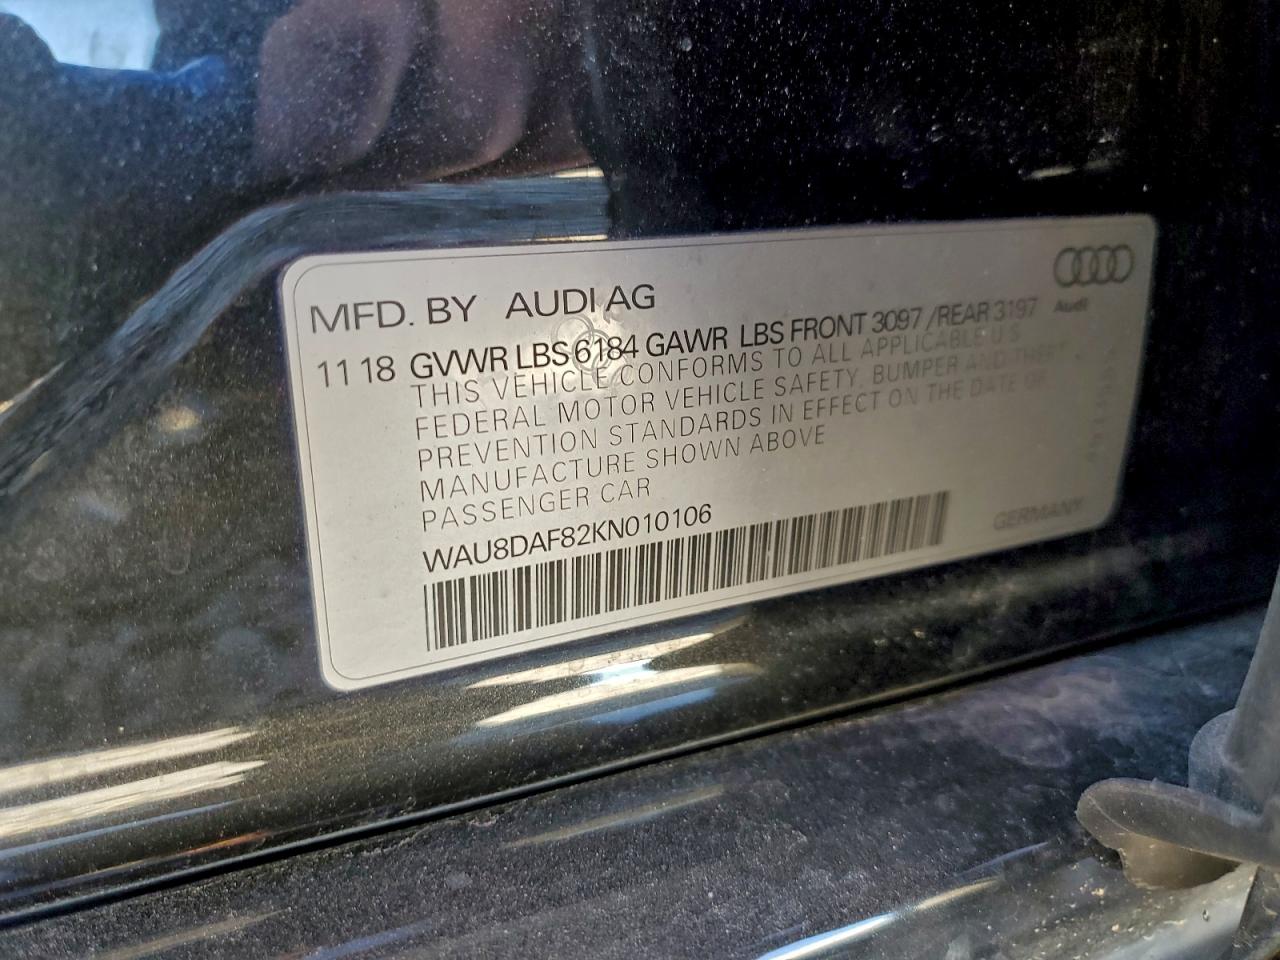 MFD. BY AUDI AG
Audi
11 18 GVWR LBS 6184 GAWR LBS FRONT 3097 /REAR 3197
THIS VEHICLE CONFORMS TO ALL APPLICABLE U S
FEDERAL MOTOR VEHICLE SAFETY, BUMPER AND THEFT
PREVENTION STANDARDS IN EFFECT ON THE DATE OF
MANUFACTURE SHOWN ABOVE
PASSENGER CAR
WAU8DAF82KN010106
GERMANY